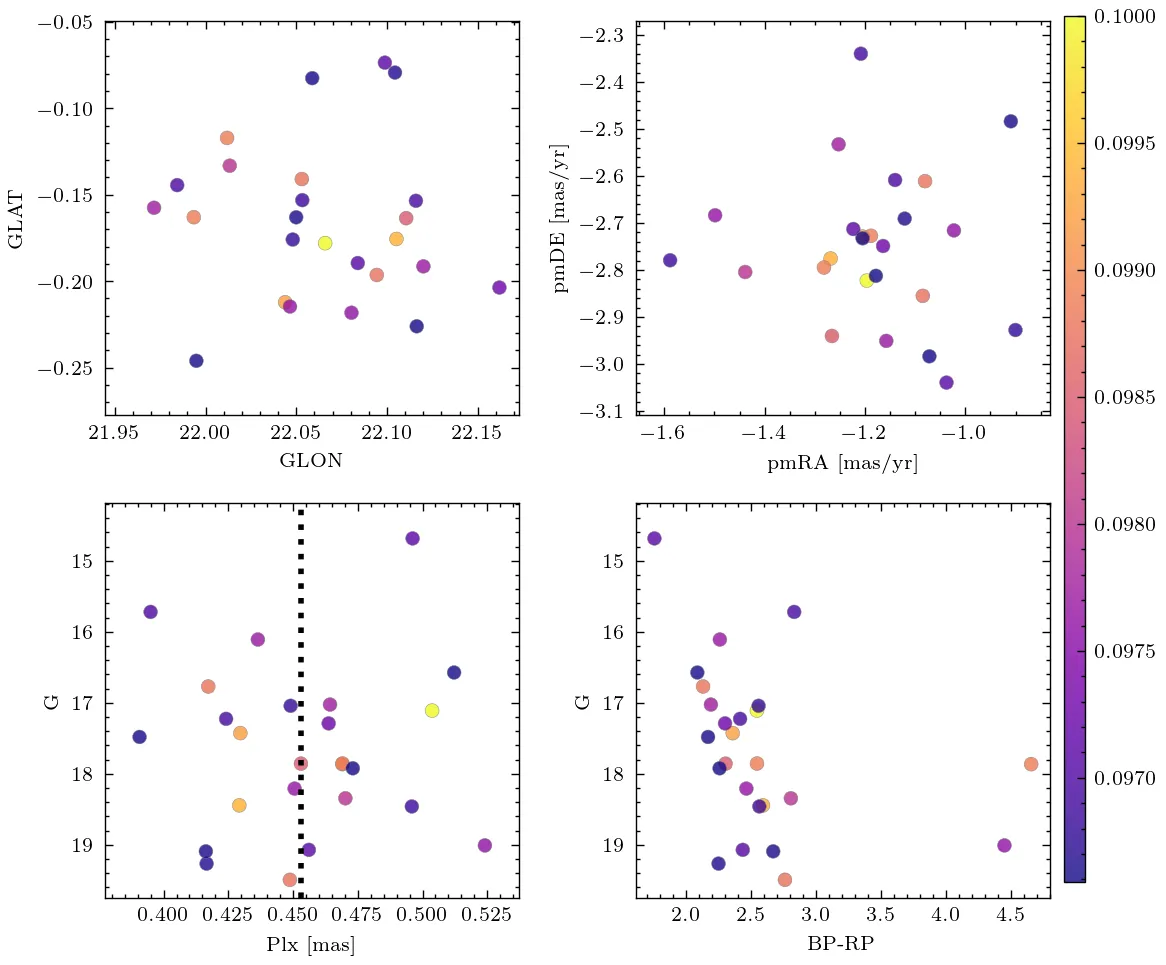 −0.05
−0.10
−0.15
−0.20
−0.25
GLAT
21.95 22.00 22.05 22.10 22.15
GLON
−2.3
−2.4
−2.5
−2.6
−2.7
−2.8
−2.9
−3.0
−3.1
pmDE [mas/yr]
−1.6 −1.4 −1.2 −1.0
pmRA [mas/yr]
0.1000
0.0995
0.0990
0.0985
0.0980
0.0975
0.0970
15
16
17
18
19
G
0.400 0.425 0.450 0.475 0.500 0.525
Plx [mas]
15
16
17
18
19
G
2.0 2.5 3.0 3.5 4.0 4.5
BP-RP